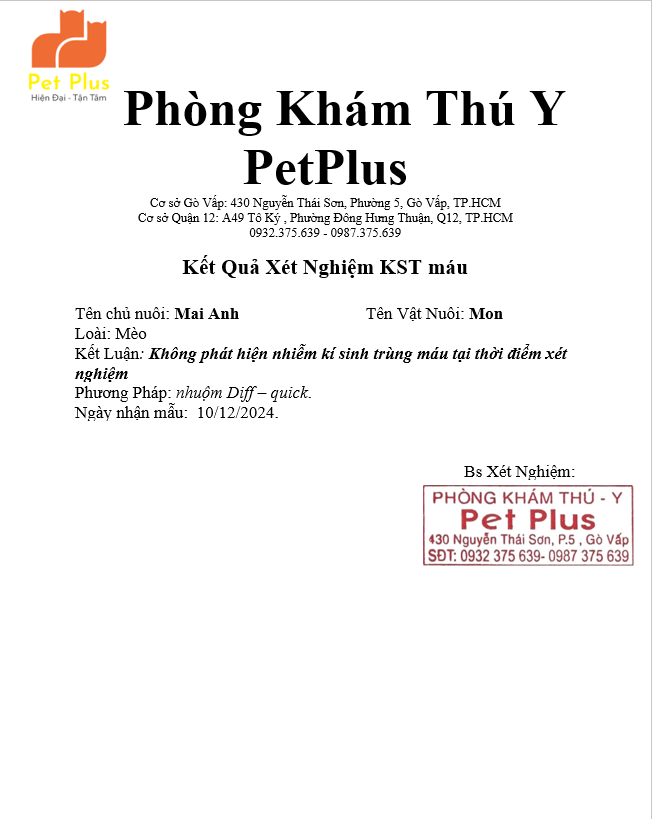 Pet Plus
Hiện Đại - Tận Tâm
Phòng Khám Thú Y
PetPlus
Cơ sở Gò Vấp: 430 Nguyễn Thái Sơn, Phường 5, Gò Vấp, TP.HCM
Cơ sở Quận 12: A49 Tô Ký , Phường Đông Hưng Thuận, Q12, TP.HCM
0932.375.639 - 0987.375.639
Kết Quả Xét Nghiệm KST máu
Tên chủ nuôi: Mai Anh Tên Vật Nuôi: Mon
Loài: Mèo
Kết Luận: Không phát hiện nhiễm kí sinh trùng máu tại thời điểm xét
nghiệm
Phương Pháp: nhuộm Diff – quick.
Ngày nhận mẫu: 10/12/2024.
Bs Xét Nghiệm:
PHÒNG KHÁM THÚ - Y
Pet Plus
430 Nguyễn Thái Sơn, P.5 , Gò Vấp
SĐT: 0932 375 639- 0987 375 639